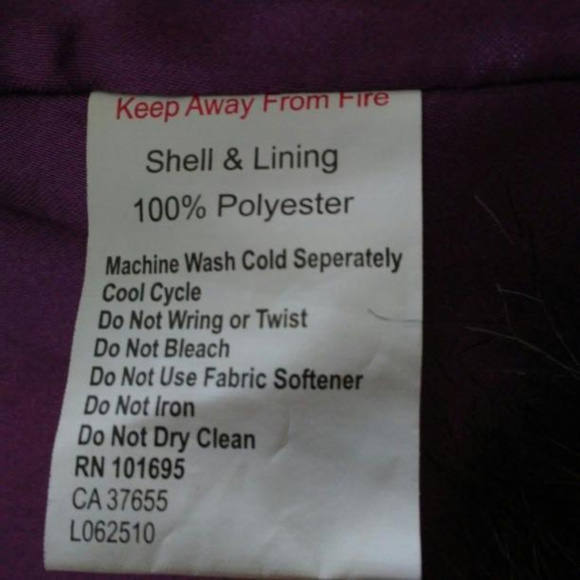 Keep Away From Fire
Shell & Lining
100% Polyester
Machine Wash Cold Seperately
Cool Cycle
Do Not Wring or Twist
Do Not Bleach
Do Not Use Fabric Softener
Do Not Iron
Do Not Dry Clean
RN 101695
CA 37655
L062510